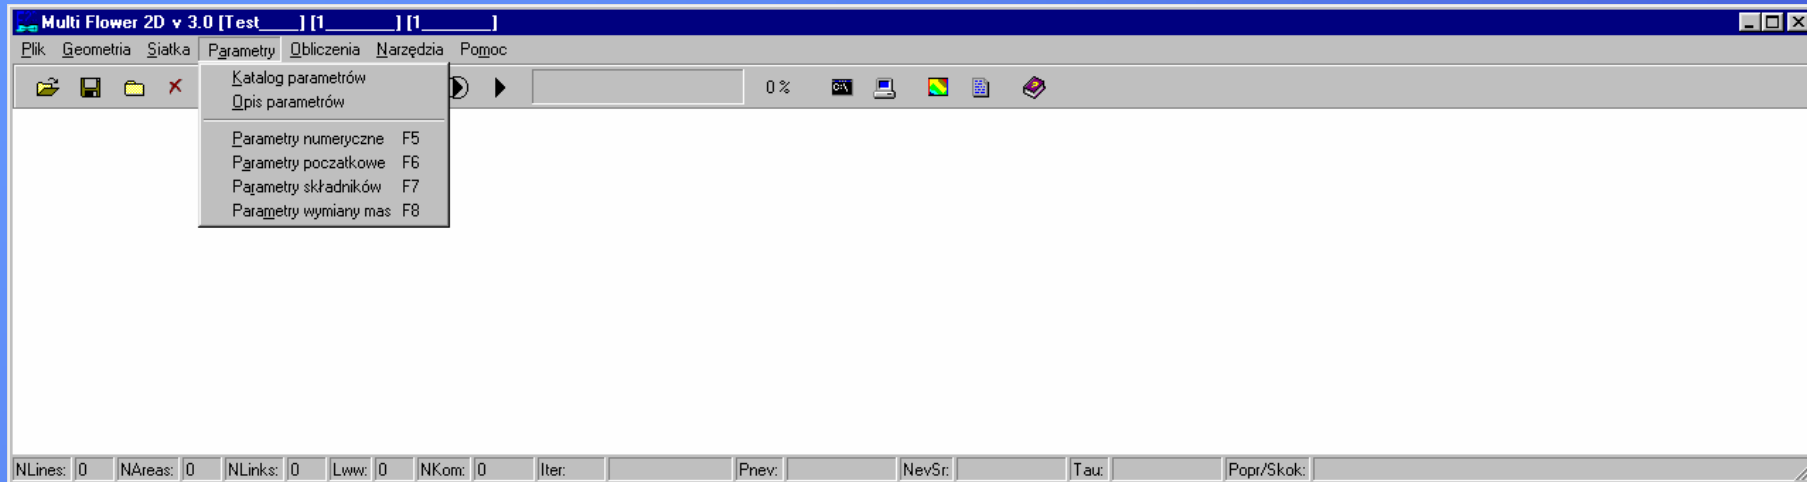 Multi Flower 2D v 3.0 [Test____] [1________] [1________]
Plik Geometria Siatka Parametry Obliczenia Narzędzia Pomoc
0 %
C:\
Katalog parametrów
Opis parametrów
Parametry numeryczne F5
Parametry poczatkowe F6
Parametry składników F7
Parametry wymiany mas F8
NLines: 0 NAreas: 0 NLinks: 0 Lww: 0 NKom: 0 Iter: Pnev: NevSr: Tau: Popr/Skok: